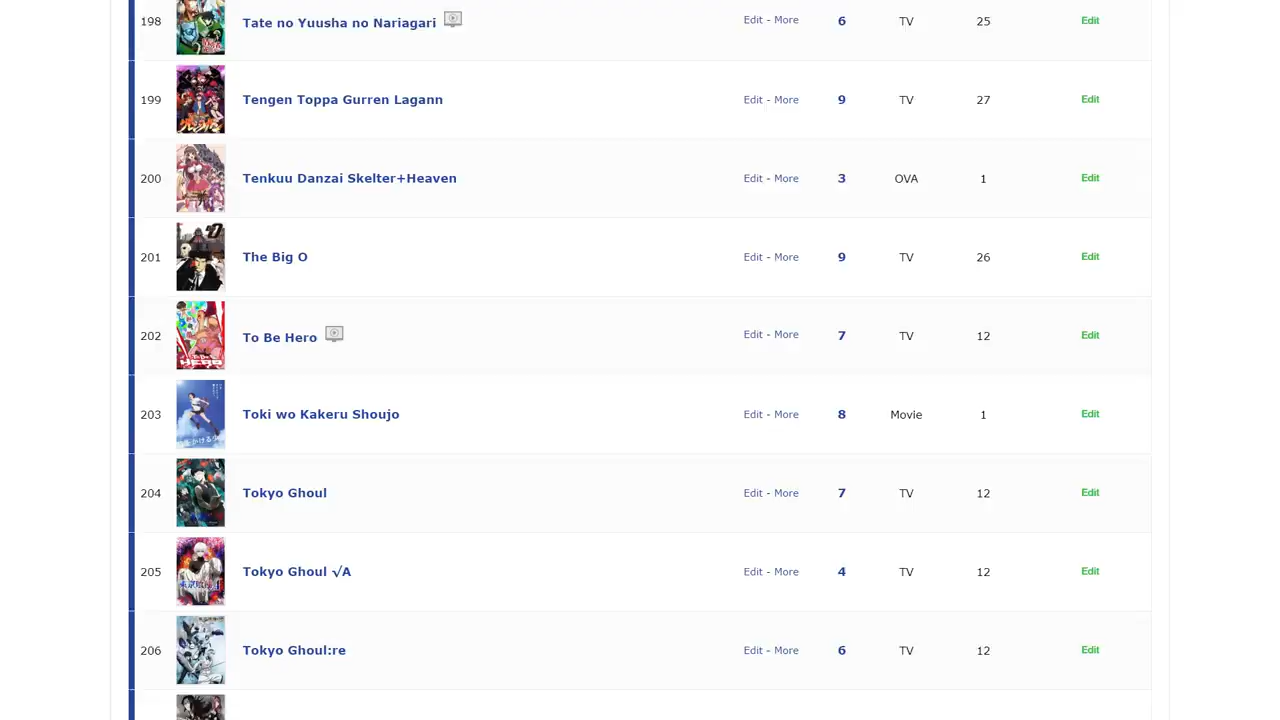 198 Tate no Yuusha no Nariagari Edit - More 6 TV 25 Edit
199 Tengen Toppa Gurren Lagann Edit - More 9 TV 27 Edit
200 Tenkuu Danzai Skelter+Heaven Edit - More 3 OVA 1 Edit
201 The Big O Edit - More 9 TV 26 Edit
202 To Be Hero Edit - More 7 TV 12 Edit
203 Toki wo Kakeru Shoujo Edit - More 8 Movie 1 Edit
204 Tokyo Ghoul Edit - More 7 TV 12 Edit
205 Tokyo Ghoul √A Edit - More 4 TV 12 Edit
206 Tokyo Ghoul:re Edit - More 6 TV 12 Edit